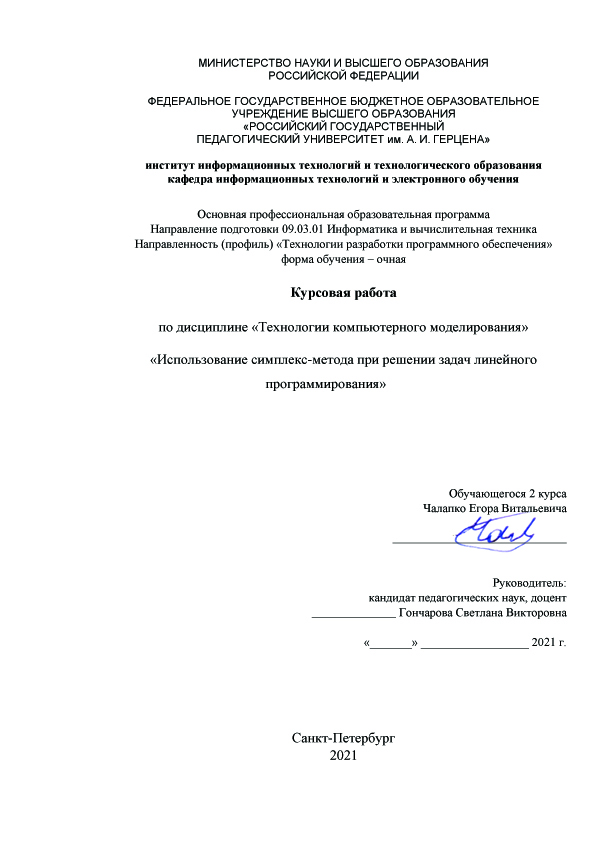 МИНИСТЕРСТВО НАУКИ И ВЫСШЕГО ОБРАЗОВАНИЯ
РОССИЙСКОЙ ФЕДЕРАЦИИ
ФЕДЕРАЛЬНОЕ ГОСУДАРСТВЕННОЕ БЮДЖЕТНОЕ ОБРАЗОВАТЕЛЬНОЕ
УЧРЕЖДЕНИЕ ВЫСШЕГО ОБРАЗОВАНИЯ
«РОССИЙСКИЙ ГОСУДАРСТВЕННЫЙ
ПЕДАГОГИЧЕСКИЙ УНИВЕРСИТЕТ им. А. И. ГЕРЦЕНА»
институт информационных технологий и технологического образования
кафедра информационных технологий и электронного обучения
Основная профессиональная образовательная программа
Направление подготовки 09.03.01 Информатика и вычислительная техника
Направленность (профиль) «Технологии разработки программного обеспечения»
форма обучения – очная
Курсовая работа
по дисциплине «Технологии компьютерного моделирования»
«Использование симплекс-метода при решении задач линейного
программирования»
Обучающегося 2 курса
Чалапко Егора Витальевича
Руководитель:
кандидат педагогических наук, доцент
_______________ Гончарова Светлана Викторовна
«_______» ___________________ 2021 г.
Санкт-Петербург
2021